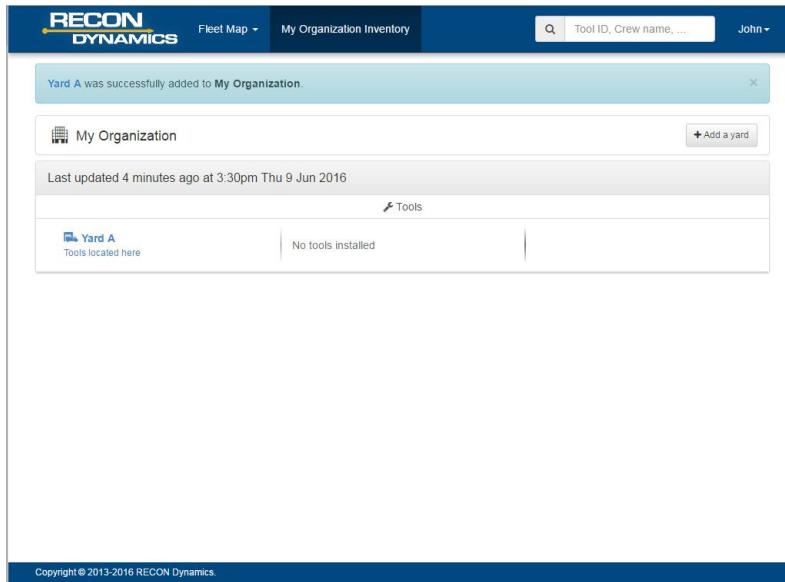 RECON
DYNAMICS
Fleet Map
My Organization Inventory
Tool ID, Crew name, ...
John
Yard A was successfully added to My Organization.
×
My Organization
+ Add a yard
Last updated 4 minutes ago at 3:30pm Thu 9 Jun 2016
Tools
Yard A
Tools located here
No tools installed
Copyright © 2013-2016 RECON Dynamics.